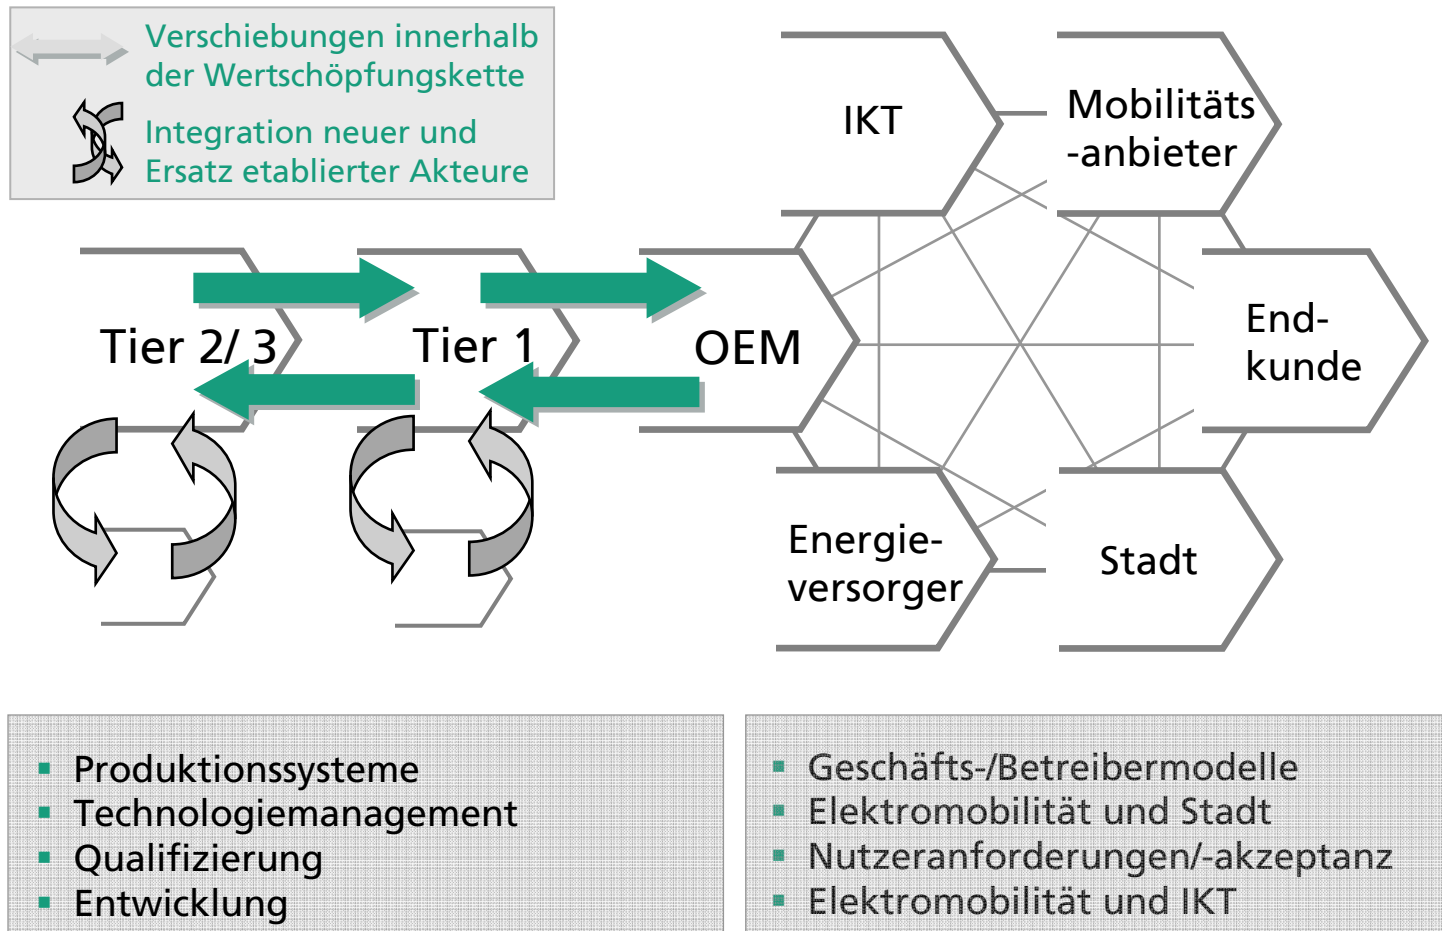 Verschiebungen innerhalb
der Wertschöpfungskette
Integration neuer und
Ersatz etablierter Akteure
IKT
Mobilitäts
-anbieter
Tier 2/ 3
Tier 1
OEM
End-
kunde
Energie-
versorger
Stadt
▪ Produktionssysteme
▪ Technologiemanagement
▪ Qualifizierung
▪ Entwicklung
▪ Geschäfts-/Betreibermodelle
▪ Elektromobilität und Stadt
▪ Nutzeranforderungen/-akzeptanz
▪ Elektromobilität und IKT